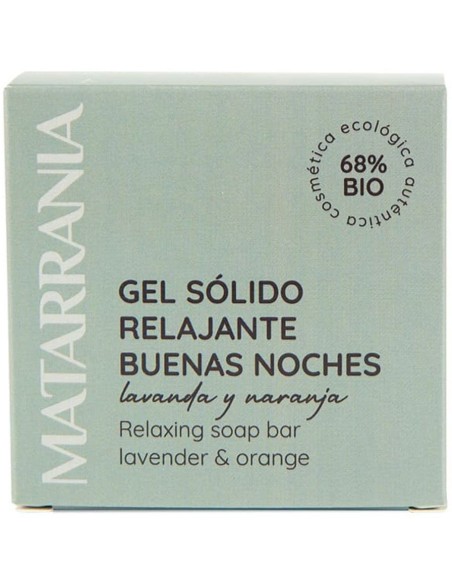 MATARRANIA
cosmética ecológica auténtica
68%
BIO
GEL SÓLIDO
RELAJANTE
BUENAS NOCHES
lavanda y naranja
Relaxing soap bar
lavender & orange